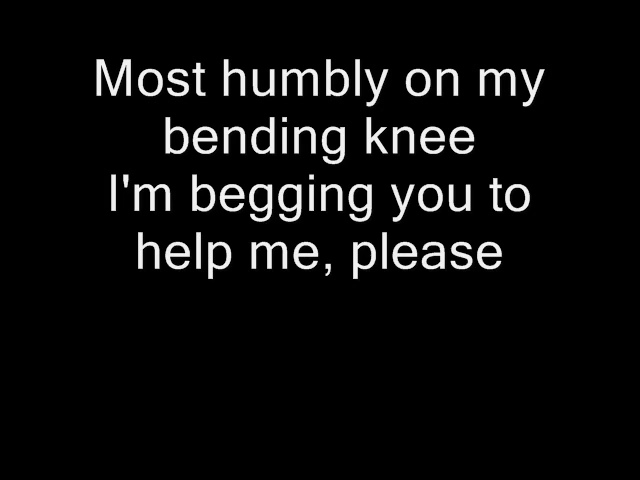 Most humbly on my
bending knee
I'm begging you to
help me, please